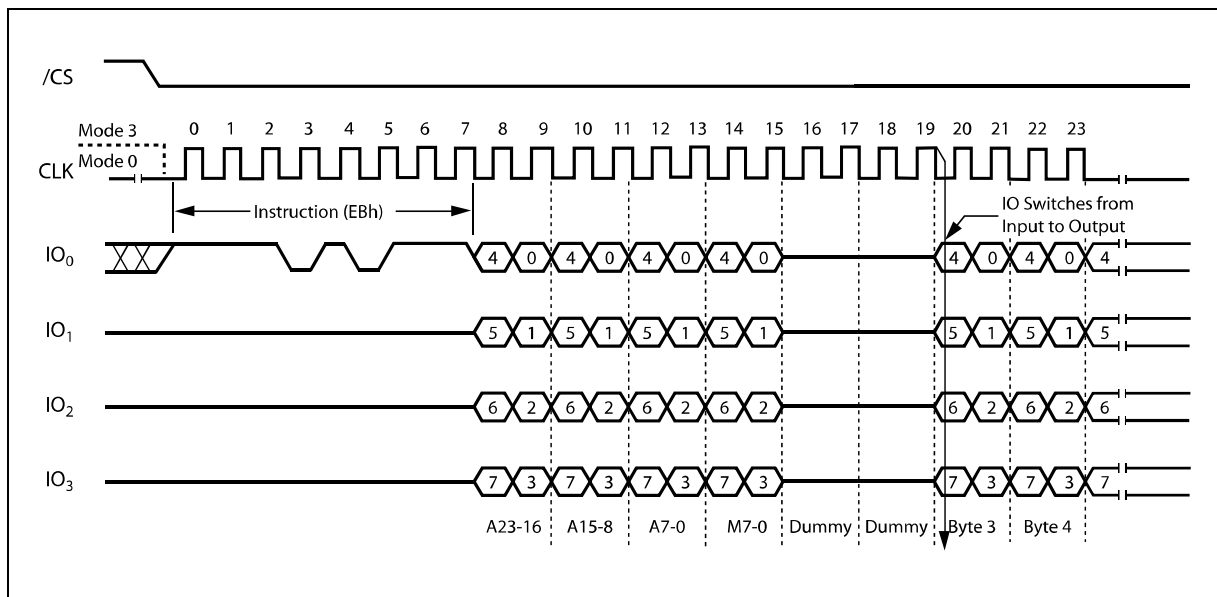 /CS
Mode 3
0 1 2 3 4 5 6 7 8 9 10 11 12 13 14 15 16 17 18 19 20 21 22 23
CLK
Mode 0
Instruction (EBh)
IO Switches from
Input to Output
IO₀
4 0 4 0 4 0 4 0 4 0 4 0 4
IO₁
5 1 5 1 5 1 5 1 5 1 5 1 5
IO₂
6 2 6 2 6 2 6 2 6 2 6 2 6
IO₃
7 3 7 3 7 3 7 3 7 3 7 3 7
A23-16 A15-8 A7-0 M7-0 Dummy Dummy Byte 3 Byte 4